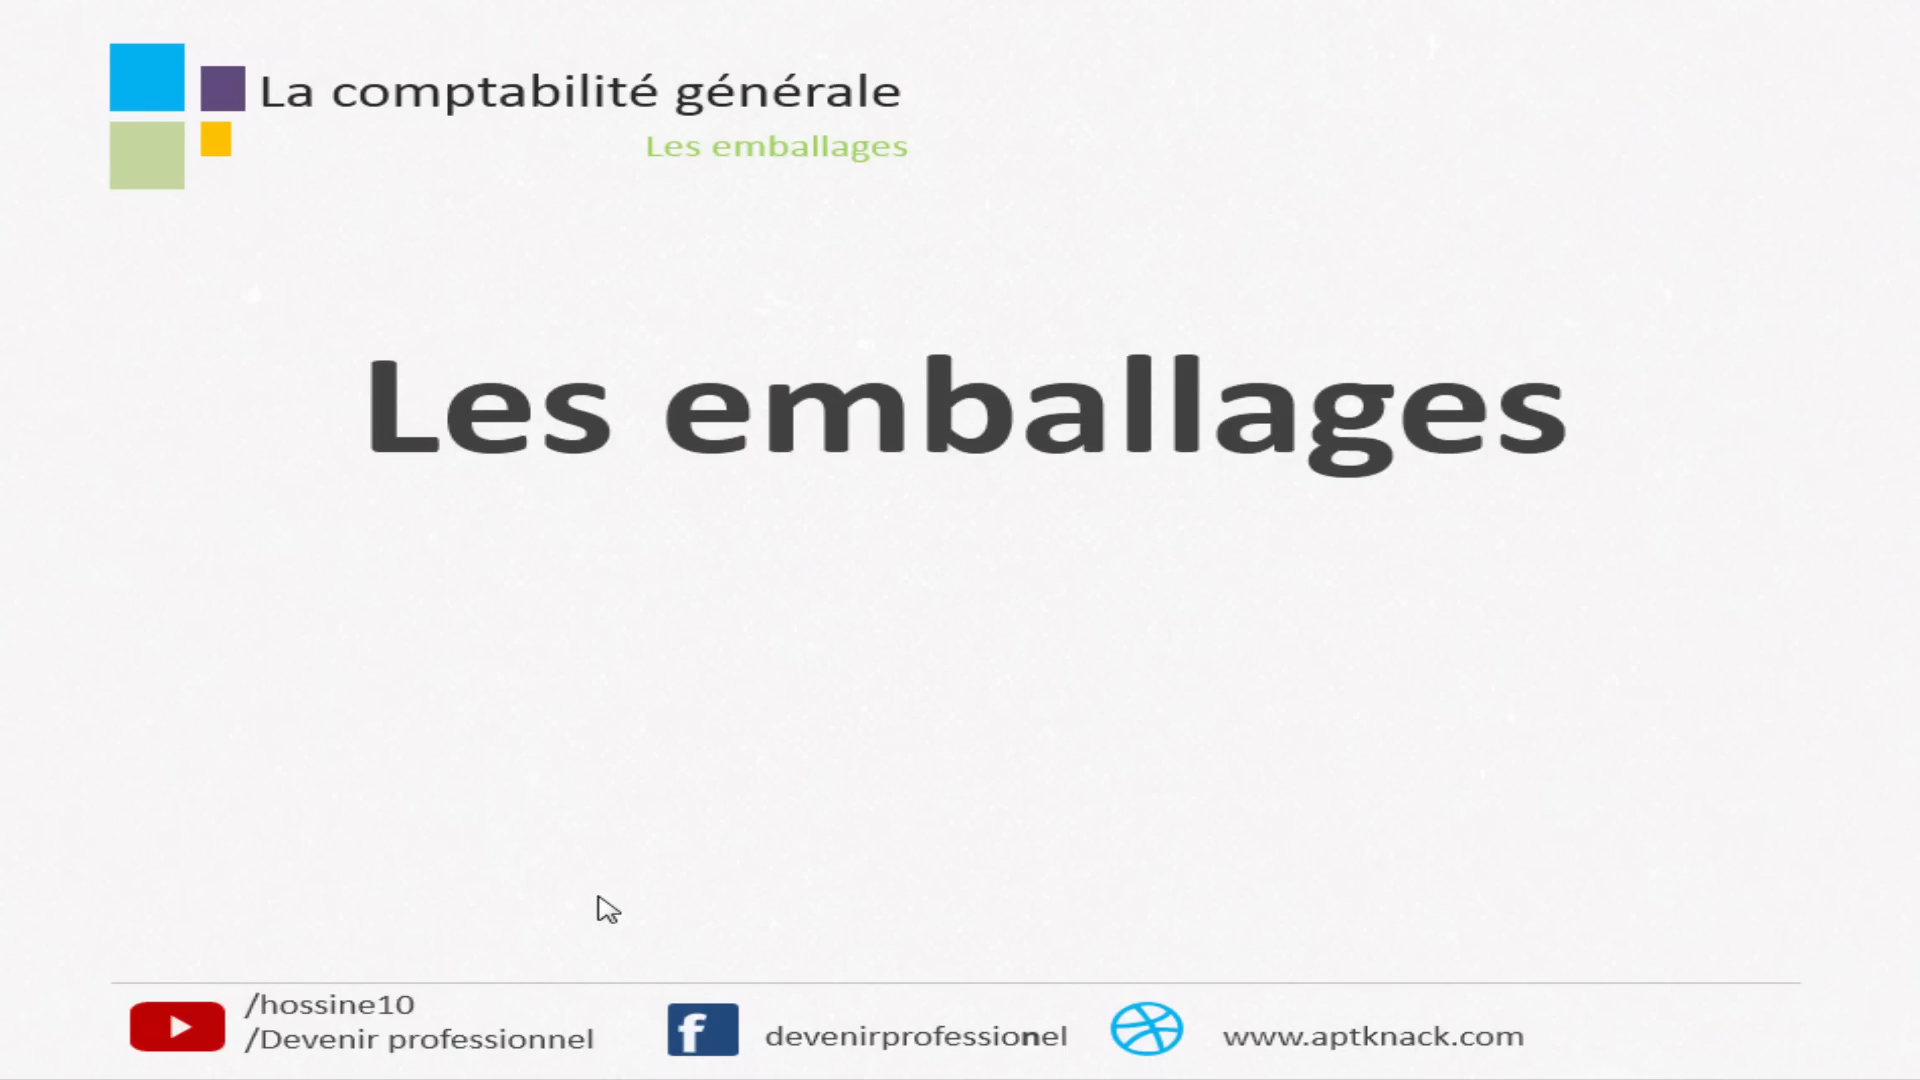 La comptabilité générale
Les emballages
Les emballages
/hossine10
/Devenir professionnel
devenirprofessionel
www.aptknack.com